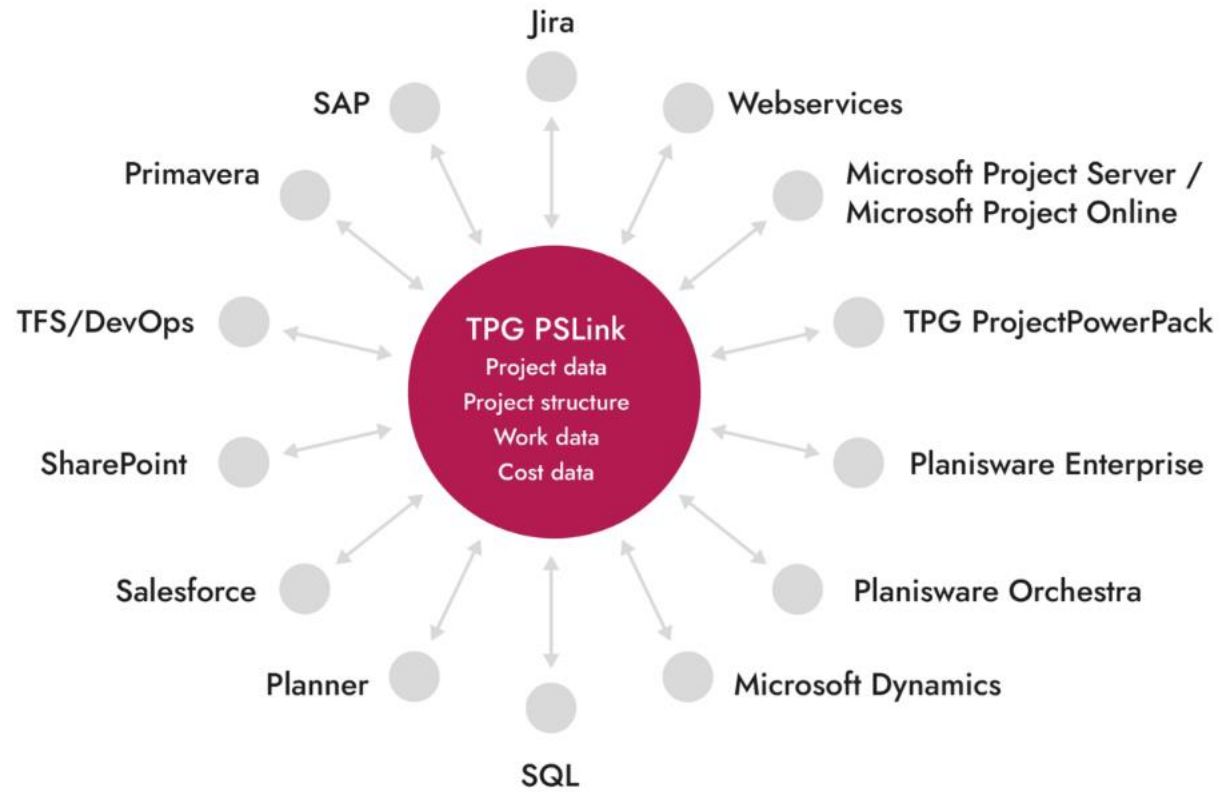 Jira
SAP
Webservices
Primavera
Microsoft Project Server /
Microsoft Project Online
TFS/DevOps
TPG PSLink
Project data
Project structure
Work data
Cost data
TPG ProjectPowerPack
SharePoint
Planisware Enterprise
Salesforce
Planisware Orchestra
Planner
Microsoft Dynamics
SQL